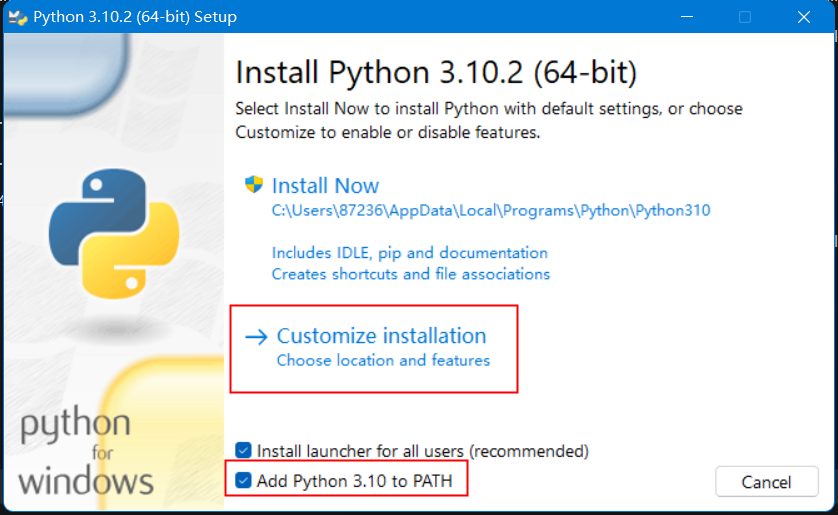 Python 3.10.2 (64-bit) Setup
Install Python 3.10.2 (64-bit)
Select Install Now to install Python with default settings, or choose
Customize to enable or disable features.
Install Now
C:\Users\87236\AppData\Local\Programs\Python\Python310
Includes IDLE, pip and documentation
Creates shortcuts and file associations
Customize installation
Choose location and features
python
for
windows
Install launcher for all users (recommended)
Add Python 3.10 to PATH
Cancel